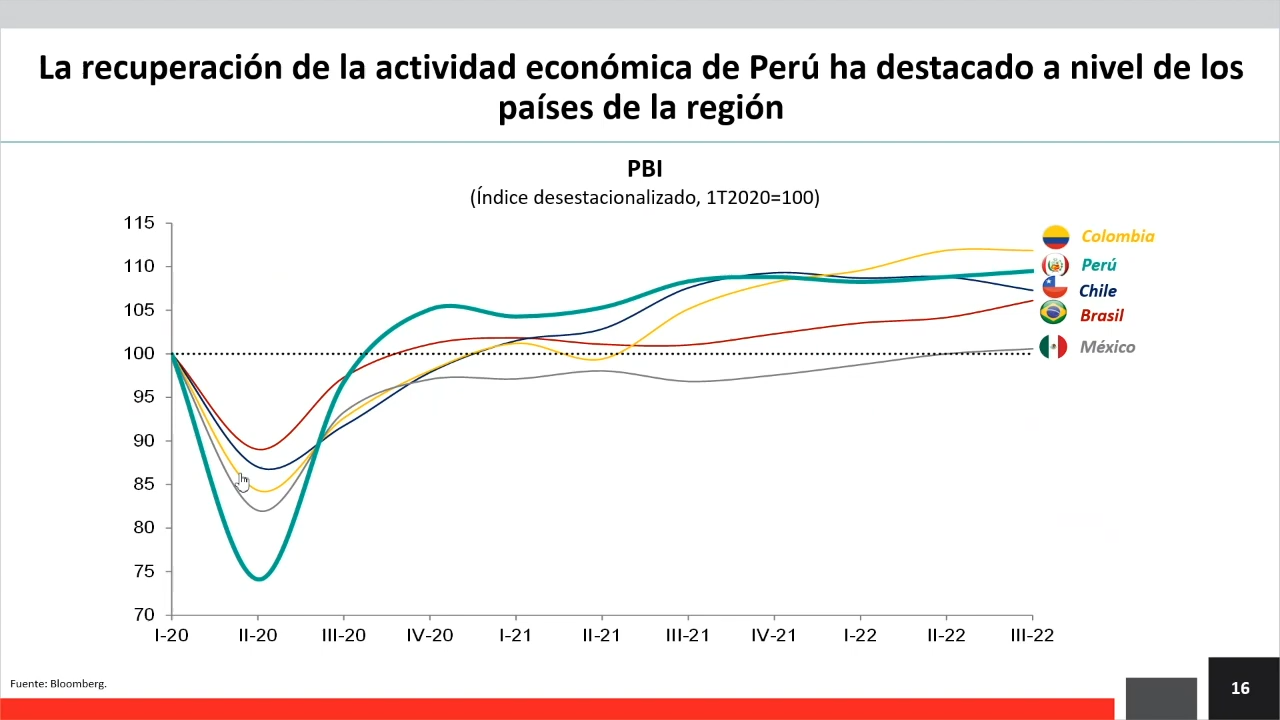 La recuperación de la actividad económica de Perú ha destacado a nivel de los
países de la región
PBI
(Índice desestacionalizado, 1T2020=100)
115
110
105
100
95
90
85
80
75
70
I-20
II-20
III-20
IV-20
I-21
II-21
III-21
IV-21
I-22
II-22
III-22
Colombia
Perú
Chile
Brasil
México
Fuente: Bloomberg.
16